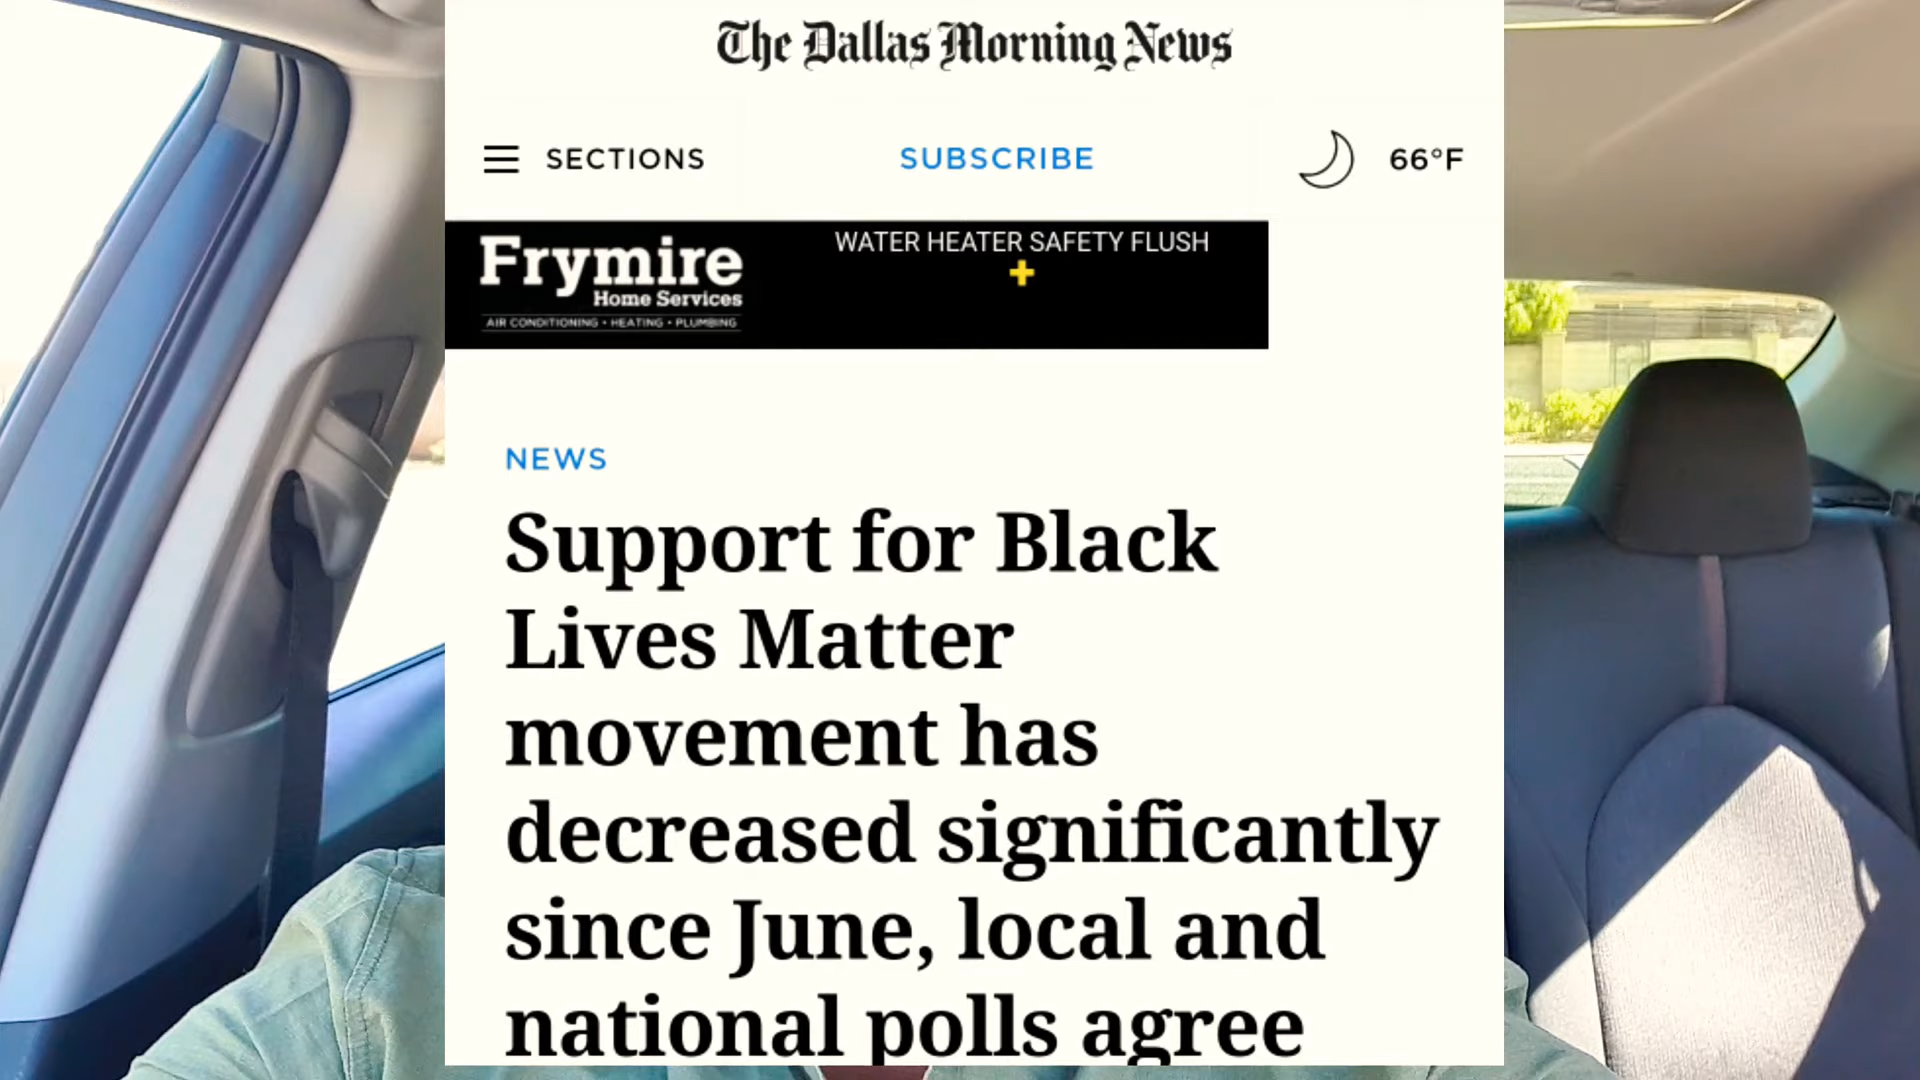 The Dallas Morning News
SECTIONS SUBSCRIBE 66°F
Frymire
Home Services
AIR CONDITIONING • HEATING • PLUMBING
WATER HEATER SAFETY FLUSH
+
NEWS
Support for Black
Lives Matter
movement has
decreased significantly
since June, local and
national polls agree